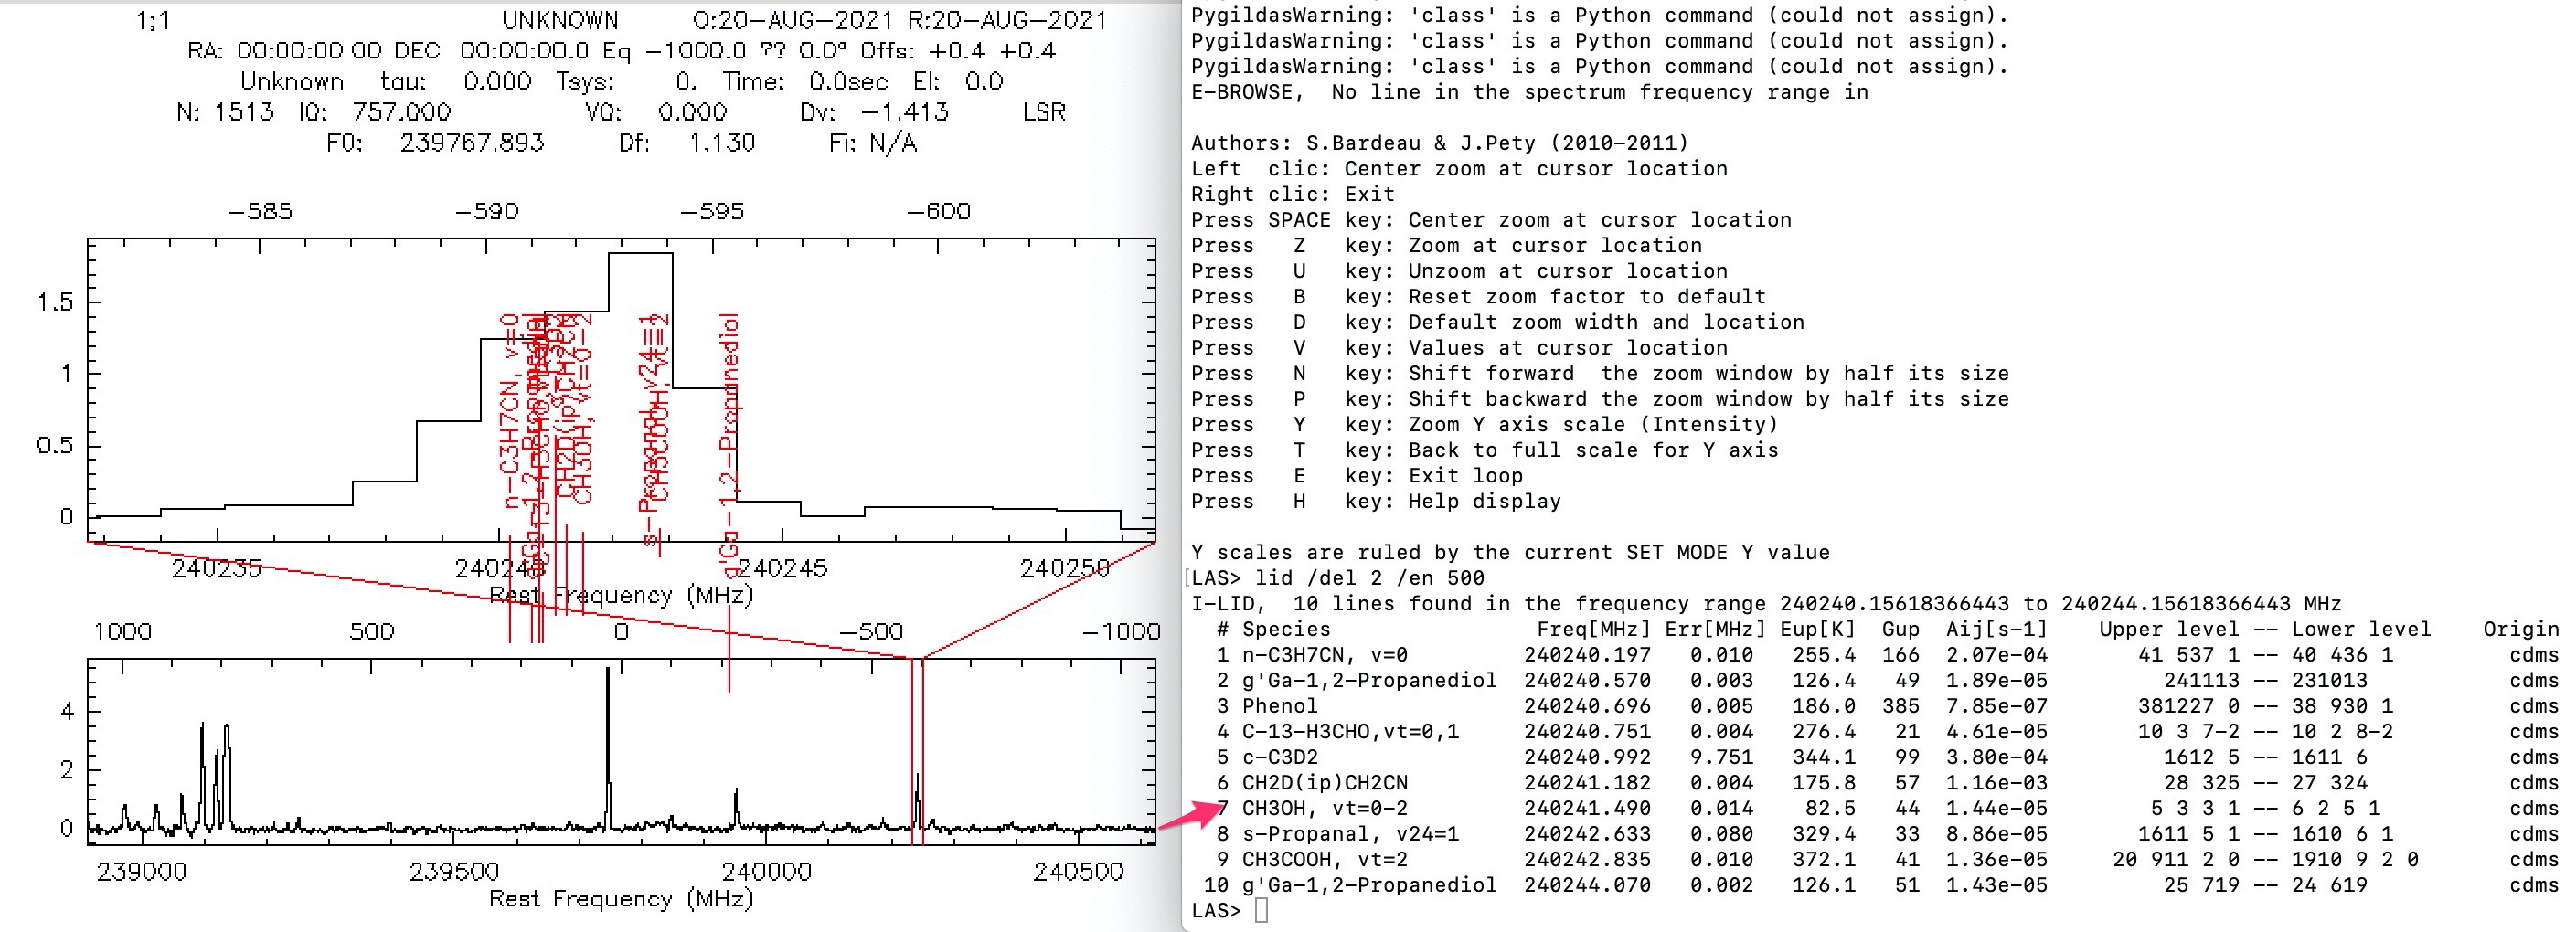 1;1 UNKNOWN O:20-AUG-2021 R:20-AUG-2021
RA: 00:00:00 00 DEC 00:00:00.0 Eq -1000.0 ?? 0.0° Offs: +0.4 +0.4
Unknown tau: 0.000 Tsys: 0. Time: 0.0sec El: 0.0
N: 1513 I0: 757.000 V0: 0.000 Dv: -1.413 LSR
F0: 239767.893 Df: 1.130 Fi: N/A
-585 -590 -595 -600
1.5
1
0.5
0
n-C3H7CN, v=0
CH2D(ip)CH2CN
CH3OH, vt=0-2
s-Propanal, v24=1
CH3COOH, vt=2
g'Ga-1,2-Propanediol
240235 240240 240245 240250
Rest Frequency (MHz)
1000 500 0 -500 -1000
4
2
0
239000 239500 240000 240500
Rest Frequency (MHz)
PygildasWarning: 'class' is a Python command (could not assign).
PygildasWarning: 'class' is a Python command (could not assign).
PygildasWarning: 'class' is a Python command (could not assign).
E-BROWSE,  No line in the spectrum frequency range in
Authors: S.Bardeau & J.Pety (2010-2011)
Left  clic: Center zoom at cursor location
Right clic: Exit
Press SPACE key: Center zoom at cursor location
Press   Z   key: Zoom at cursor location
Press   U   key: Unzoom at cursor location
Press   B   key: Reset zoom factor to default
Press   D   key: Default zoom width and location
Press   V   key: Values at cursor location
Press   N   key: Shift forward  the zoom window by half its size
Press   P   key: Shift backward the zoom window by half its size
Press   Y   key: Zoom Y axis scale (Intensity)
Press   T   key: Back to full scale for Y axis
Press   E   key: Exit loop
Press   H   key: Help display
Y scales are ruled by the current SET MODE Y value
[LAS> lid /del 2 /en 500
I-LID,  10 lines found in the frequency range 240240.15618366443 to 240244.15618366443 MHz
# Species Freq[MHz] Err[MHz] Eup[K] Gup Aij[s-1] Upper level -- Lower level Origin
1 n-C3H7CN, v=0 240240.197 0.010 255.4 166 2.07e-04 41 537 1 -- 40 436 1 cdms
2 g'Ga-1,2-Propanediol 240240.570 0.003 126.4 49 1.89e-05 241113 -- 231013 cdms
3 Phenol 240240.696 0.005 186.0 385 7.85e-07 381227 0 -- 38 930 1 cdms
4 C-13-H3CHO,vt=0,1 240240.751 0.004 276.4 21 4.61e-05 10 3 7-2 -- 10 2 8-2 cdms
5 c-C3D2 240240.992 9.751 344.1 99 3.80e-04 1612 5 -- 1611 6 cdms
6 CH2D(ip)CH2CN 240241.182 0.004 175.8 57 1.16e-03 28 325 -- 27 324 cdms
7 CH3OH, vt=0-2 240241.490 0.014 82.5 44 1.44e-05 5 3 3 1 -- 6 2 5 1 cdms
8 s-Propanal, v24=1 240242.633 0.080 329.4 33 8.86e-05 1611 5 1 -- 1610 6 1 cdms
9 CH3COOH, vt=2 240242.835 0.010 372.1 41 1.36e-05 20 911 2 0 -- 1910 9 2 0 cdms
10 g'Ga-1,2-Propanediol 240244.070 0.002 126.1 51 1.43e-05 25 719 -- 24 619 cdms
LAS>